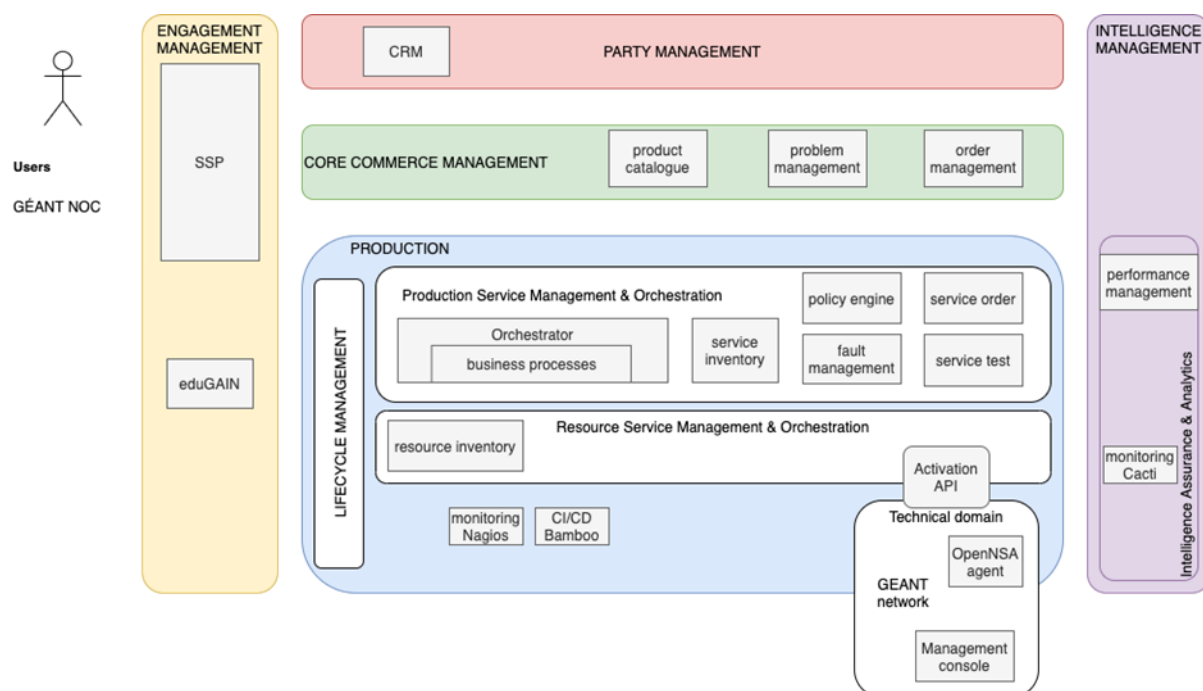 Users
GÉANT NOC
ENGAGEMENT
MANAGEMENT
SSP
eduGAIN
CRM
PARTY MANAGEMENT
CORE COMMERCE MANAGEMENT
product
catalogue
problem
management
order
management
PRODUCTION
LIFECYCLE MANAGEMENT
Production Service Management & Orchestration
Orchestrator
business processes
service
inventory
policy engine
service order
fault
management
service test
Resource Service Management & Orchestration
resource inventory
Activation
API
monitoring
Nagios
CI/CD
Bamboo
Technical domain
OpenNSA
agent
GEANT
network
Management
console
INTELLIGENCE
MANAGEMENT
performance
management
monitoring
Cacti
Intelligence Assurance & Analytics